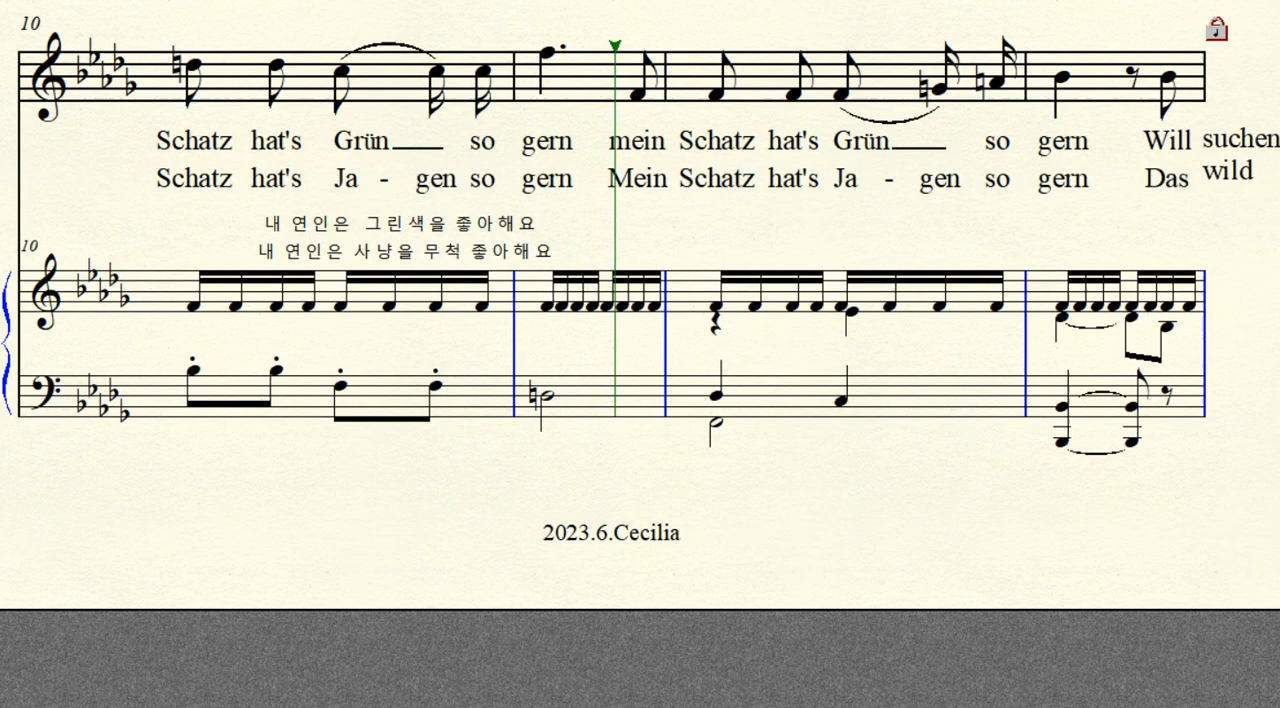 10
Schatz hat's Grün so gern mein Schatz hat's Grün so gern Will suchen
Schatz hat's Ja - gen so gern Mein Schatz hat's Ja - gen so gern Das wild
내 연인은 그린색을 좋아해요
내 연인은 사냥을 무척 좋아해요
10
2023.6.Cecilia